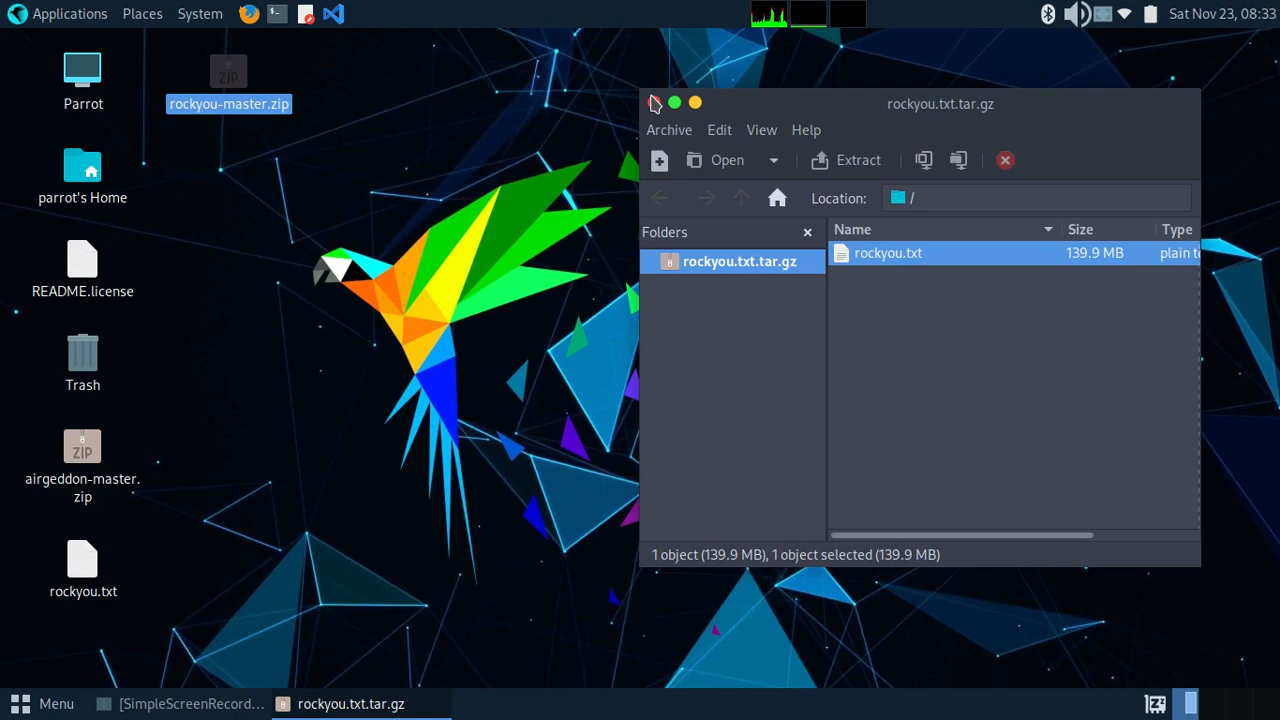 Applications Places System
Sat Nov 23, 08:33
Parrot
ZIP
rockyou-master.zip
parrot's Home
README.license
Trash
ZIP
airgeddon-master.
zip
rockyou.txt
rockyou.txt.tar.gz
Archive Edit View Help
Open Extract
Location: /
Folders
rockyou.txt.tar.gz
Name Size Type
rockyou.txt 139.9 MB plain te
1 object (139.9 MB), 1 object selected (139.9 MB)
Menu [SimpleScreenRecord... rockyou.txt.tar.gz